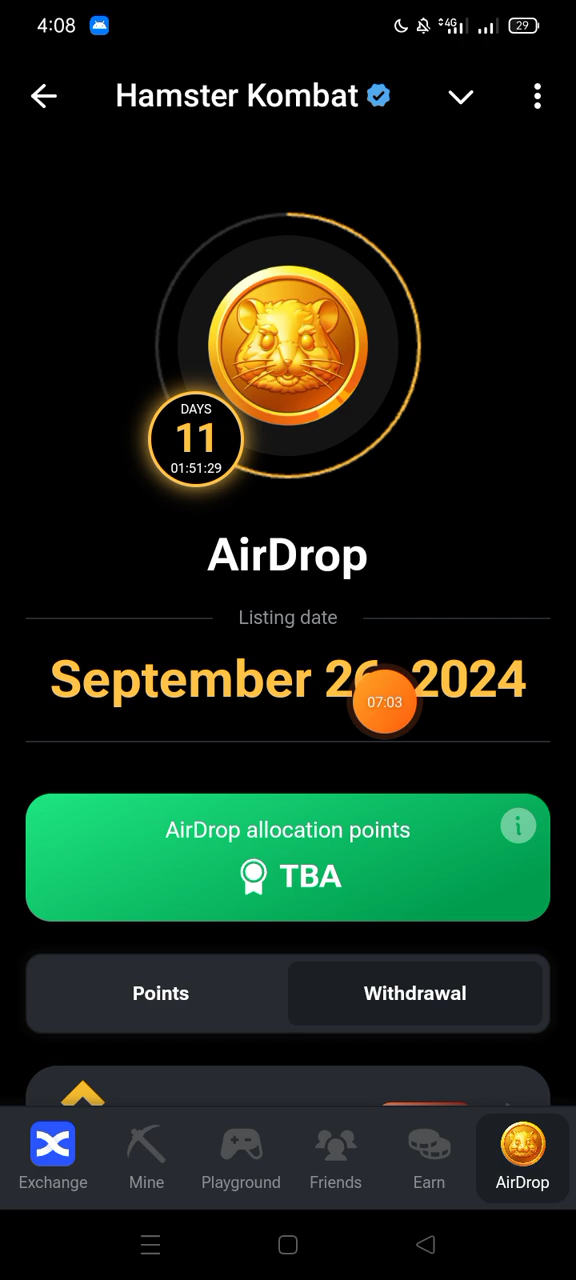 4:08
4G
29
Hamster Kombat
DAYS
11
01:51:29
AirDrop
Listing date
September 26, 2024
07:03
AirDrop allocation points
TBA
Points
Withdrawal
Exchange
Mine
Playground
Friends
Earn
AirDrop